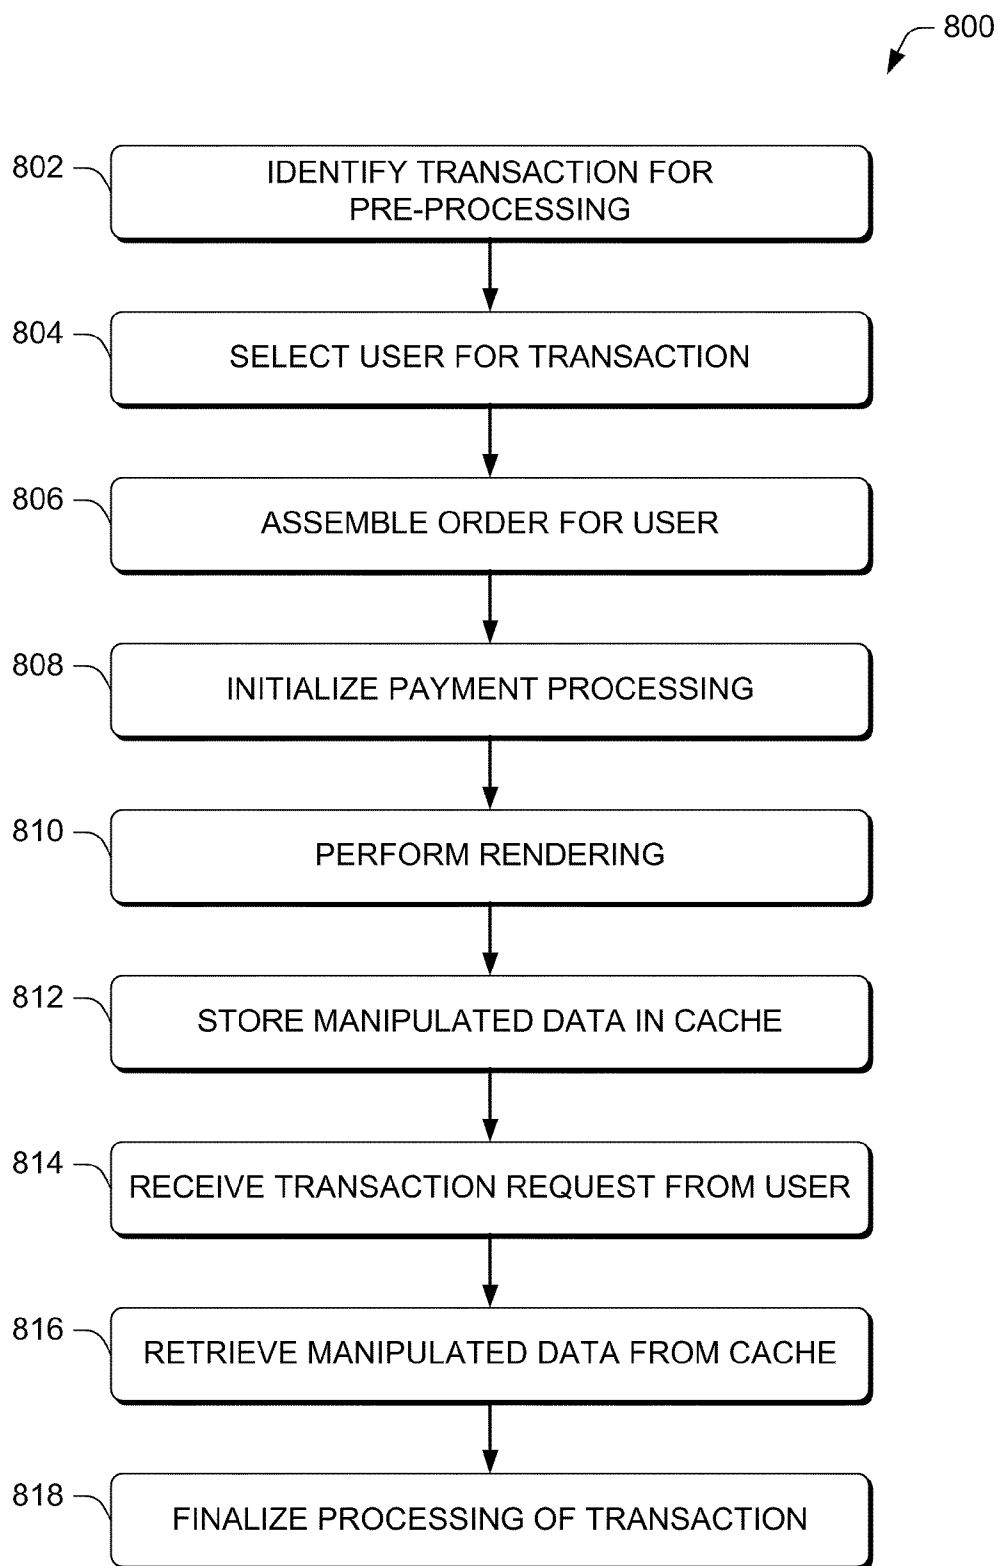 800
802
IDENTIFY TRANSACTION FOR
PRE-PROCESSING
804
SELECT USER FOR TRANSACTION
806
ASSEMBLE ORDER FOR USER
808
INITIALIZE PAYMENT PROCESSING
810
PERFORM RENDERING
812
STORE MANIPULATED DATA IN CACHE
814
RECEIVE TRANSACTION REQUEST FROM USER
816
RETRIEVE MANIPULATED DATA FROM CACHE
818
FINALIZE PROCESSING OF TRANSACTION